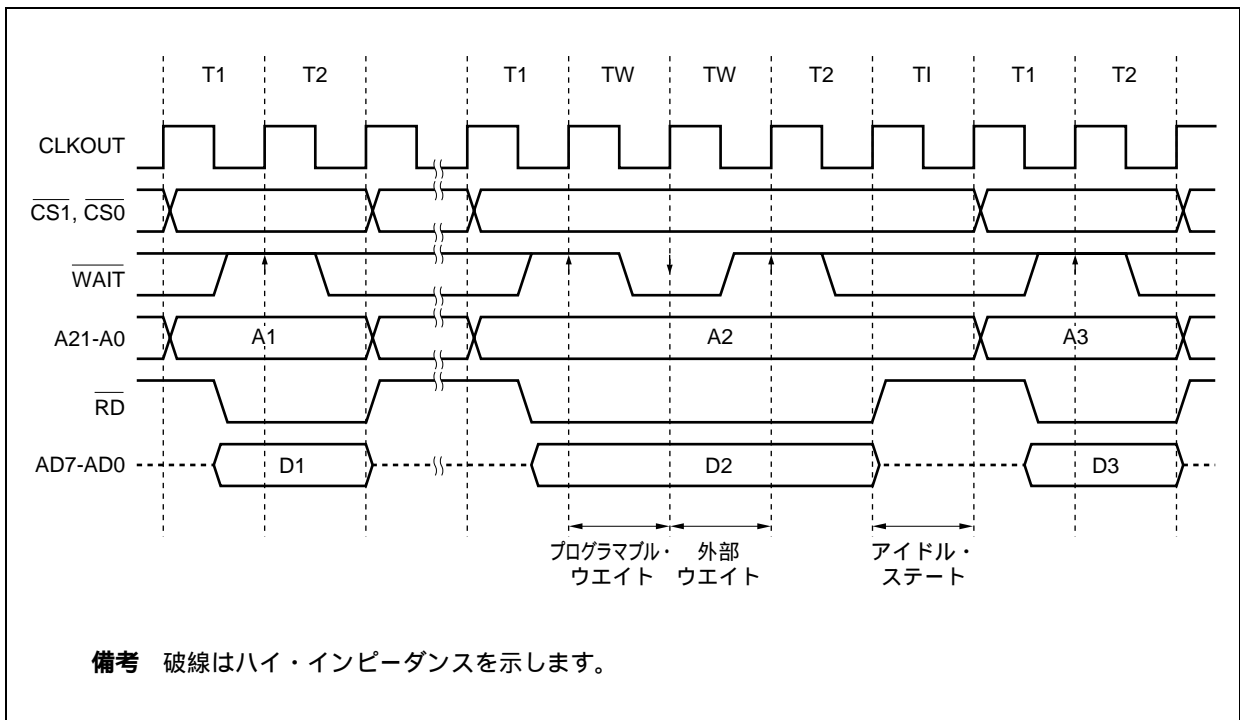 T1 T2 T1 TW TW T2 TI T1 T2
CLKOUT
CS1, CS0
WAIT
A21-A0 A1 A2 A3
RD
AD7-AD0 D1 D2 D3
プログラマブル・ 外部 アイドル・
ウエイト ウエイト ステート
備考 破線はハイ・インピーダンスを示します。